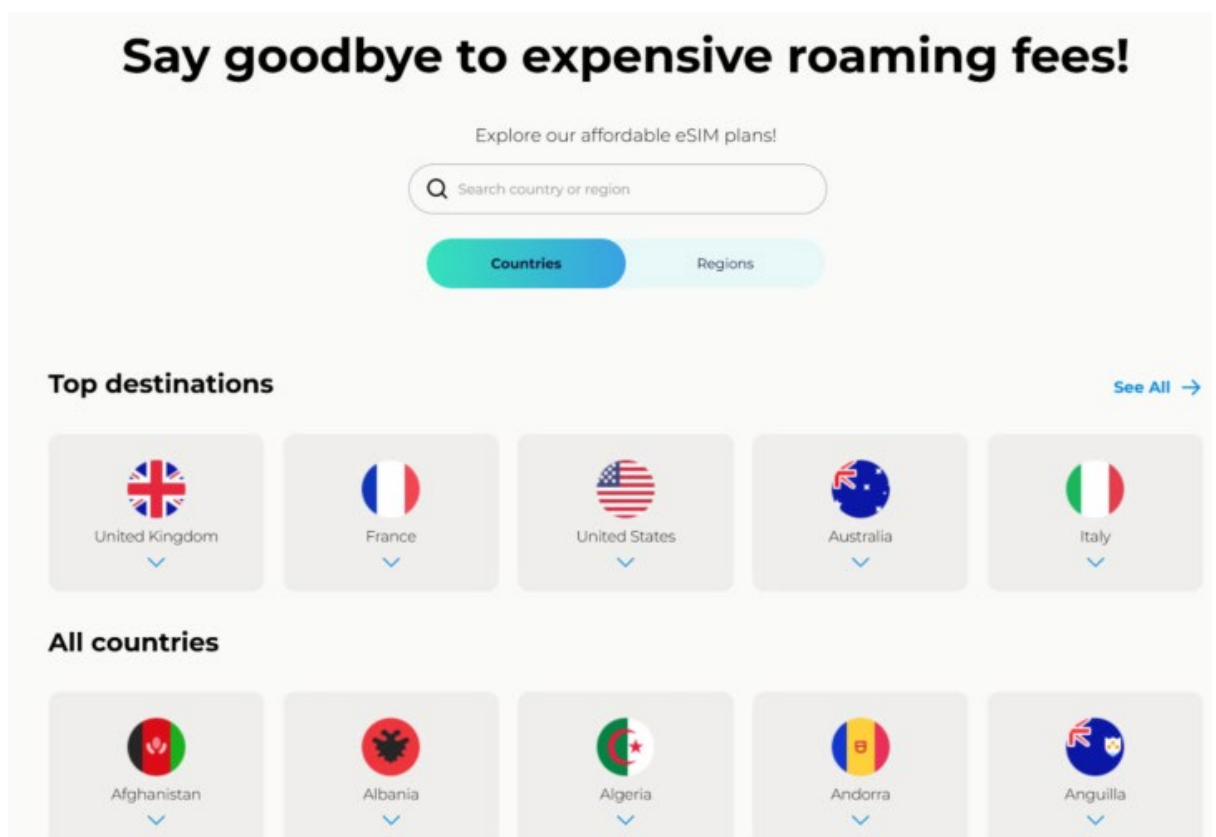 Say goodbye to expensive roaming fees!
Explore our affordable eSIM plans!
Search country or region
Countries Regions
Top destinations See All
United Kingdom France United States Australia Italy
All countries
Afghanistan Albania Algeria Andorra Anguilla